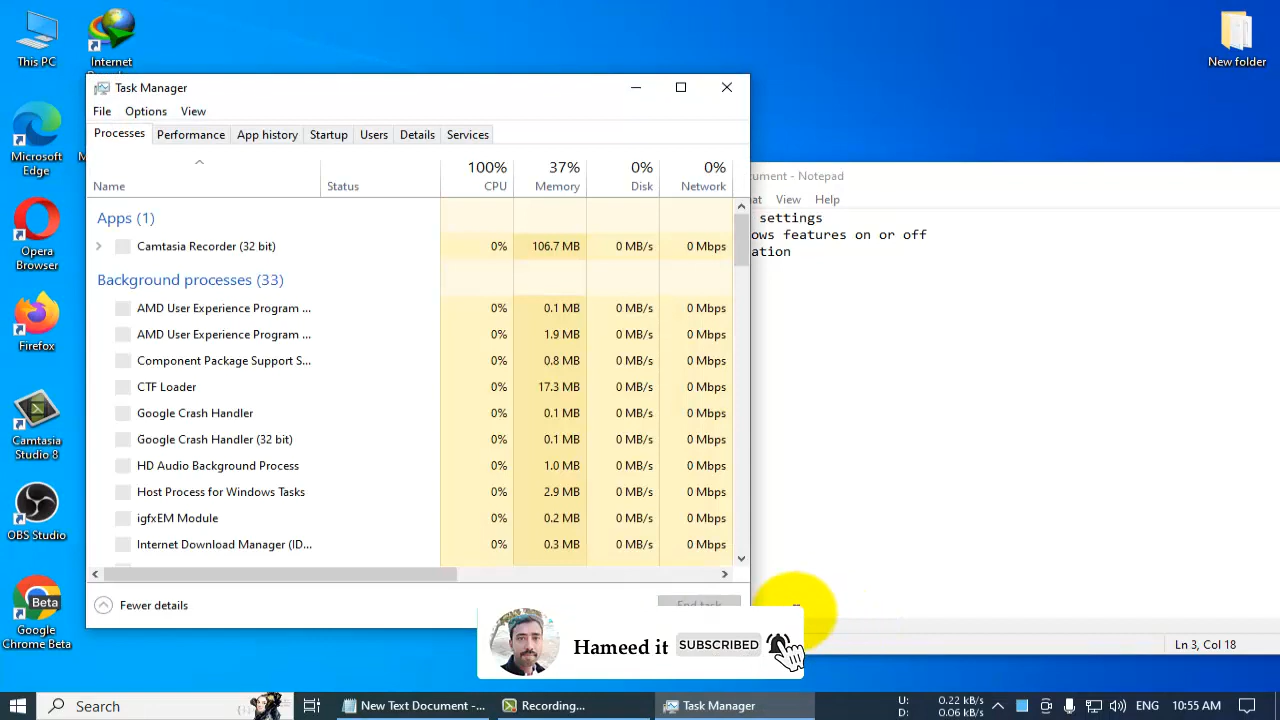 This PC
Internet
New folder
Microsoft
Edge
Opera
Browser
Firefox
Camtasia
Studio 8
OBS Studio
Beta
Google
Chrome Beta
Task Manager
File Options View
Processes Performance App history Startup Users Details Services
100% 37% 0% 0%
Name Status CPU Memory Disk Network
Apps (1)
Camtasia Recorder (32 bit) 0% 106.7 MB 0 MB/s 0 Mbps
Background processes (33)
AMD User Experience Program ... 0% 0.1 MB 0 MB/s 0 Mbps
AMD User Experience Program ... 0% 1.9 MB 0 MB/s 0 Mbps
Component Package Support S... 0% 0.8 MB 0 MB/s 0 Mbps
CTF Loader 0% 17.3 MB 0 MB/s 0 Mbps
Google Crash Handler 0% 0.1 MB 0 MB/s 0 Mbps
Google Crash Handler (32 bit) 0% 0.1 MB 0 MB/s 0 Mbps
HD Audio Background Process 0% 1.0 MB 0 MB/s 0 Mbps
Host Process for Windows Tasks 0% 2.9 MB 0 MB/s 0 Mbps
igfxEM Module 0% 0.2 MB 0 MB/s 0 Mbps
Internet Download Manager (ID... 0% 0.3 MB 0 MB/s 0 Mbps
Fewer details End task
ument - Notepad
at View Help
settings
ows features on or off
ation
Ln 3, Col 18
Hameed it SUBSCRIBED
Search
New Text Document -...
Recording...
Task Manager
U: 0.22 kB/s
D: 0.06 kB/s
ENG 10:55 AM